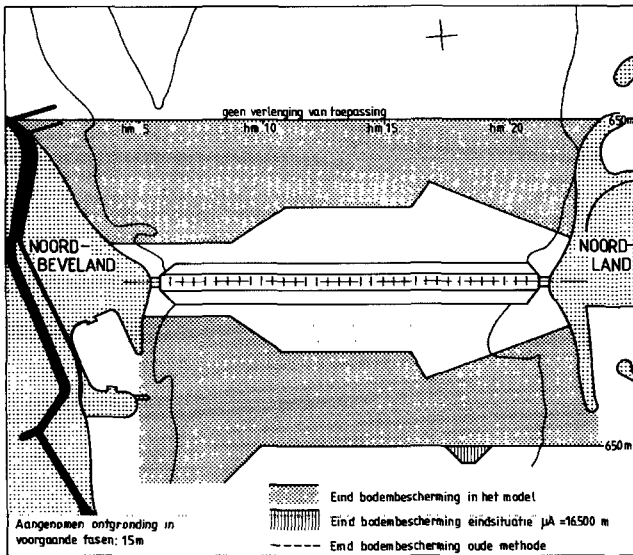 geen verlenging van toepassing
hm 5
hm 10
hm 15
hm 20
650m
NOORD-
BEVELAND
NOORD-
LAND
650m
Eind bodembescherming in het model
Eind bodembescherming eindsituatie µA =16500 m
Eind bodembescherming oude methode
Aangenomen ontgronding in
voorgaande fasen: 15m